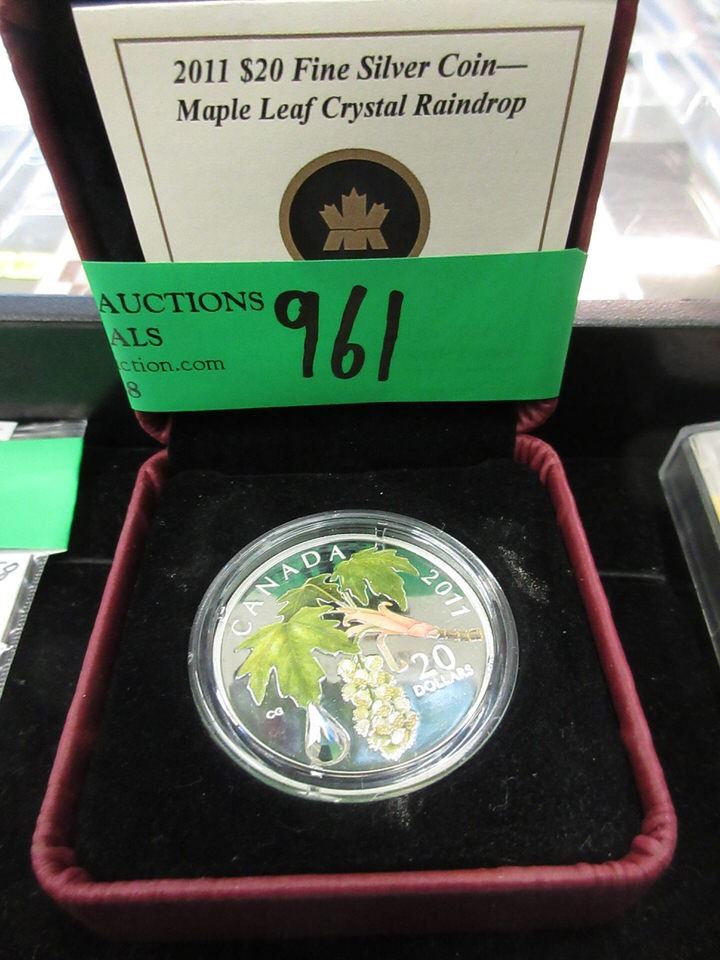 2011 $20 Fine Silver Coin—
Maple Leaf Crystal Raindrop
AUCTIONS
ALS
ction.com
8
961
CANADA
2011
20
DOLLARS
CG